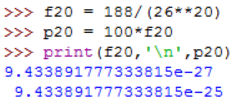 >>> f20 = 188/(26**20)
>>> p20 = 100*f20
>>> print(f20,'\n',p20)
9.433891777333815e-27
 9.433891777333815e-25